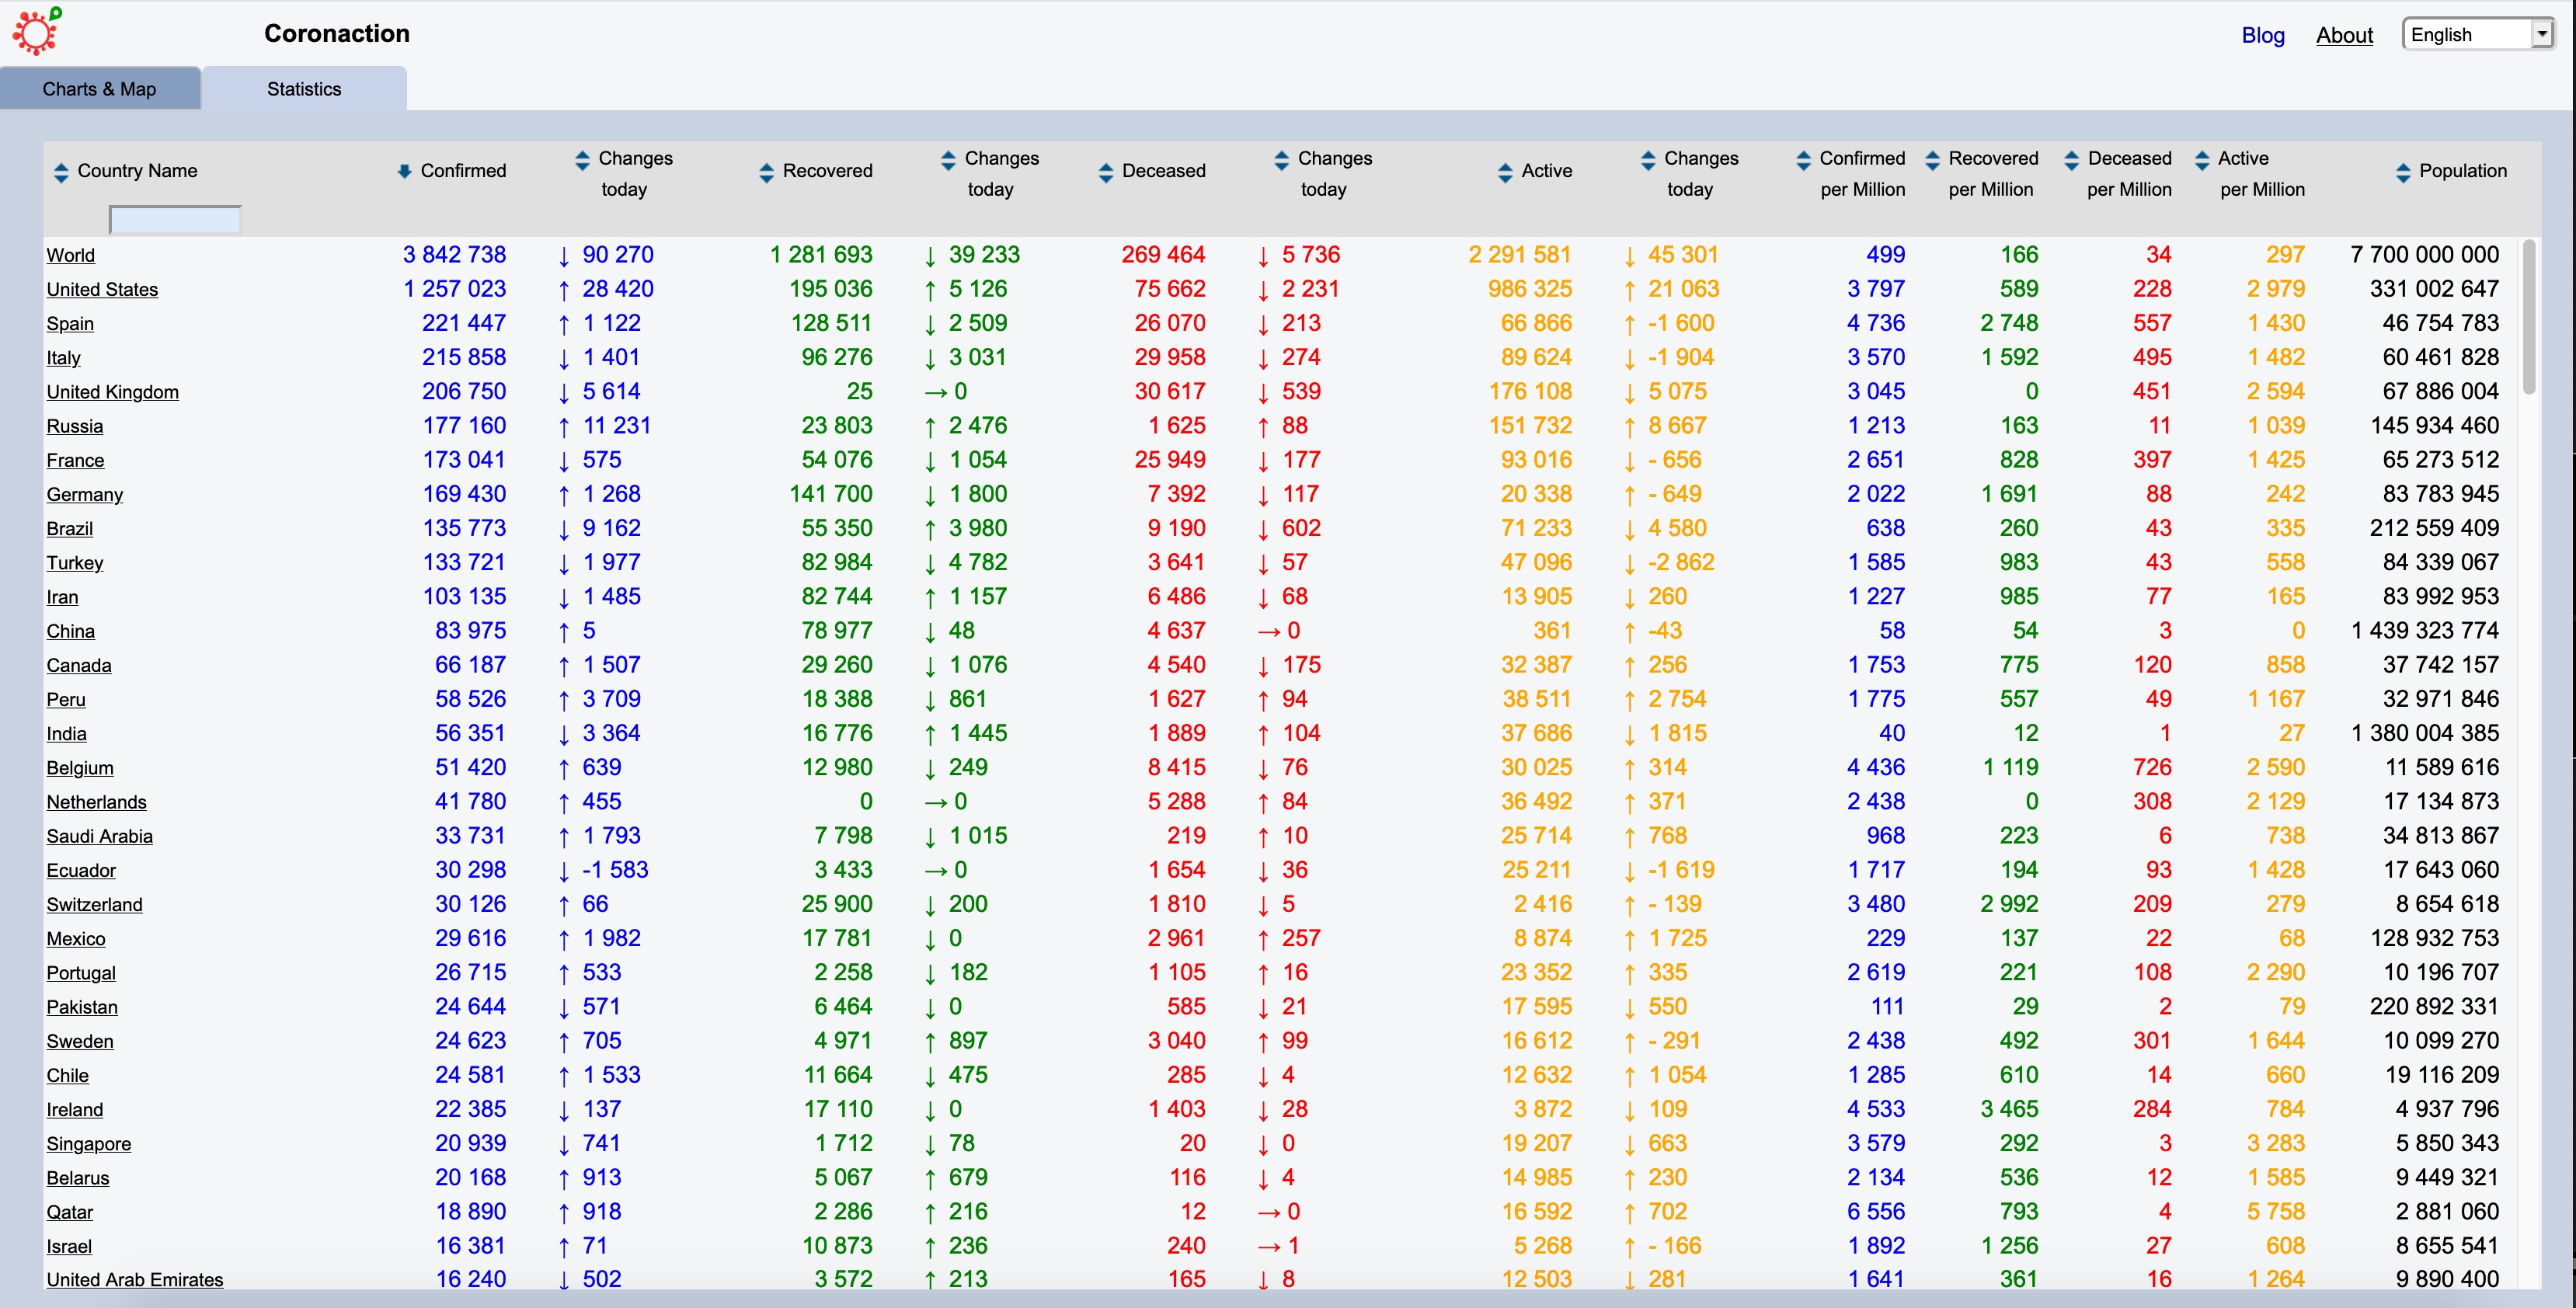 Coronaction
Blog About English
Charts & Map Statistics
Country Name Confirmed Changes today Recovered Changes today Deceased Changes today Active Changes today Confirmed per Million Recovered per Million Deceased per Million Active per Million Population
World 3 842 738 ↓ 90 270 1 281 693 ↓ 39 233 269 464 ↓ 5 736 2 291 581 ↓ 45 301 499 166 34 297 7 700 000 000
United States 1 257 023 ↑ 28 420 195 036 ↑ 5 126 75 662 ↓ 2 231 986 325 ↑ 21 063 3 797 589 228 2 979 331 002 647
Spain 221 447 ↑ 1 122 128 511 ↓ 2 509 26 070 ↓ 213 66 866 ↑ -1 600 4 736 2 748 557 1 430 46 754 783
Italy 215 858 ↓ 1 401 96 276 ↓ 3 031 29 958 ↓ 274 89 624 ↓ -1 904 3 570 1 592 495 1 482 60 461 828
United Kingdom 206 750 ↓ 5 614 25 → 0 30 617 ↓ 539 176 108 ↓ 5 075 3 045 0 451 2 594 67 886 004
Russia 177 160 ↑ 11 231 23 803 ↑ 2 476 1 625 ↑ 88 151 732 ↑ 8 667 1 213 163 11 1 039 145 934 460
France 173 041 ↓ 575 54 076 ↓ 1 054 25 949 ↓ 177 93 016 ↓ - 656 2 651 828 397 1 425 65 273 512
Germany 169 430 ↑ 1 268 141 700 ↓ 1 800 7 392 ↓ 117 20 338 ↑ - 649 2 022 1 691 88 242 83 783 945
Brazil 135 773 ↓ 9 162 55 350 ↑ 3 980 9 190 ↓ 602 71 233 ↓ 4 580 638 260 43 335 212 559 409
Turkey 133 721 ↓ 1 977 82 984 ↓ 4 782 3 641 ↓ 57 47 096 ↓ -2 862 1 585 983 43 558 84 339 067
Iran 103 135 ↓ 1 485 82 744 ↑ 1 157 6 486 ↓ 68 13 905 ↓ 260 1 227 985 77 165 83 992 953
China 83 975 ↑ 5 78 977 ↓ 48 4 637 → 0 361 ↑ -43 58 54 3 0 1 439 323 774
Canada 66 187 ↑ 1 507 29 260 ↓ 1 076 4 540 ↓ 175 32 387 ↑ 256 1 753 775 120 858 37 742 157
Peru 58 526 ↑ 3 709 18 388 ↓ 861 1 627 ↑ 94 38 511 ↑ 2 754 1 775 557 49 1 167 32 971 846
India 56 351 ↓ 3 364 16 776 ↑ 1 445 1 889 ↑ 104 37 686 ↓ 1 815 40 12 1 27 1 380 004 385
Belgium 51 420 ↑ 639 12 980 ↓ 249 8 415 ↓ 76 30 025 ↑ 314 4 436 1 119 726 2 590 11 589 616
Netherlands 41 780 ↑ 455 0 → 0 5 288 ↑ 84 36 492 ↑ 371 2 438 0 308 2 129 17 134 873
Saudi Arabia 33 731 ↑ 1 793 7 798 ↓ 1 015 219 ↑ 10 25 714 ↑ 768 968 223 6 738 34 813 867
Ecuador 30 298 ↓ -1 583 3 433 → 0 1 654 ↓ 36 25 211 ↓ -1 619 1 717 194 93 1 428 17 643 060
Switzerland 30 126 ↑ 66 25 900 ↓ 200 1 810 ↓ 5 2 416 ↑ - 139 3 480 2 992 209 279 8 654 618
Mexico 29 616 ↑ 1 982 17 781 ↓ 0 2 961 ↑ 257 8 874 ↑ 1 725 229 137 22 68 128 932 753
Portugal 26 715 ↑ 533 2 258 ↓ 182 1 105 ↑ 16 23 352 ↑ 335 2 619 221 108 2 290 10 196 707
Pakistan 24 644 ↓ 571 6 464 ↓ 0 585 ↓ 21 17 595 ↓ 550 111 29 2 79 220 892 331
Sweden 24 623 ↑ 705 4 971 ↑ 897 3 040 ↑ 99 16 612 ↑ - 291 2 438 492 301 1 644 10 099 270
Chile 24 581 ↑ 1 533 11 664 ↓ 475 285 ↓ 4 12 632 ↑ 1 054 1 285 610 14 660 19 116 209
Ireland 22 385 ↓ 137 17 110 ↓ 0 1 403 ↓ 28 3 872 ↓ 109 4 533 3 465 284 784 4 937 796
Singapore 20 939 ↓ 741 1 712 ↓ 78 20 ↓ 0 19 207 ↓ 663 3 579 292 3 3 283 5 850 343
Belarus 20 168 ↑ 913 5 067 ↑ 679 116 ↓ 4 14 985 ↑ 230 2 134 536 12 1 585 9 449 321
Qatar 18 890 ↑ 918 2 286 ↑ 216 12 → 0 16 592 ↑ 702 6 556 793 4 5 758 2 881 060
Israel 16 381 ↑ 71 10 873 ↑ 236 240 → 1 5 268 ↑ - 166 1 892 1 256 27 608 8 655 541
United Arab Emirates 16 240 ↓ 502 3 572 ↑ 213 165 ↓ 8 12 503 ↓ 281 1 641 361 16 1 264 9 890 400